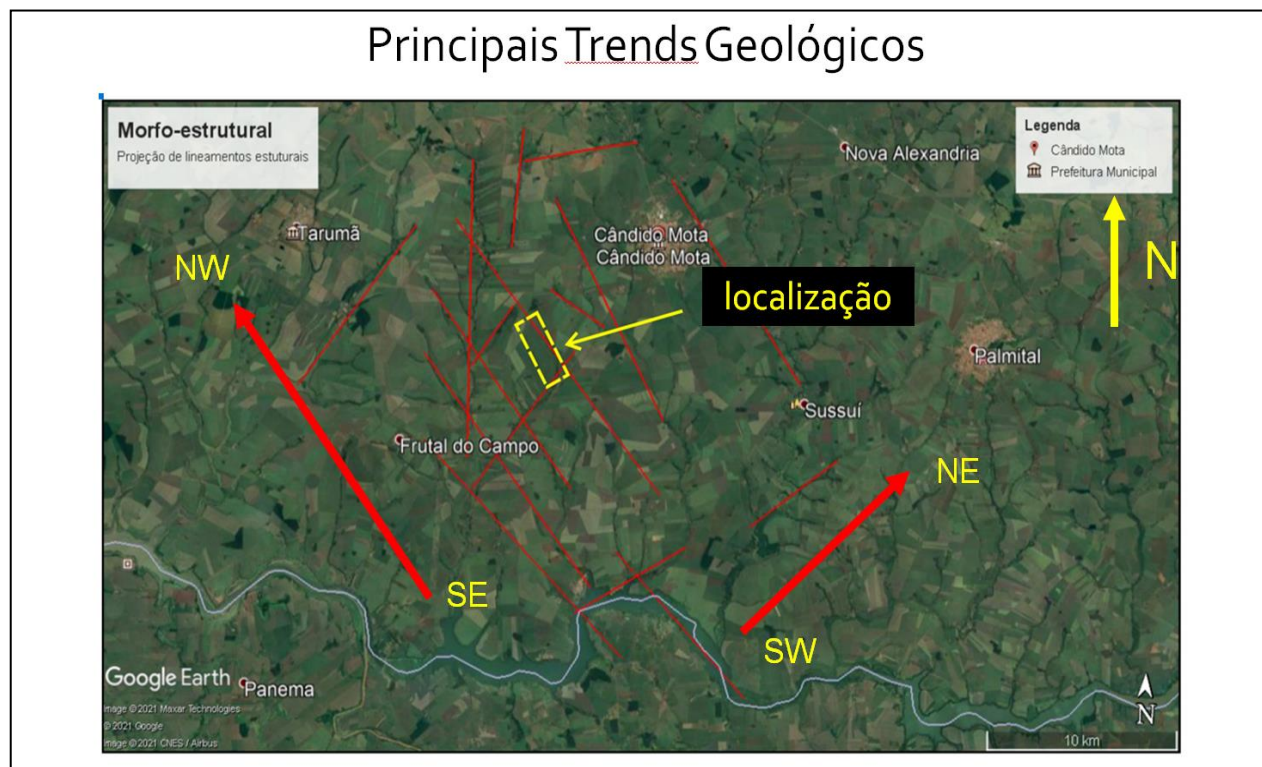 Principais Trends Geológicos
Morfo-estrutural
Projeção de lineamentos estuturais
Legenda
Cândido Mota
Prefeitura Municipal
Nova Alexandria
Tarumã
Cândido Mota
Cândido Mota
NW
N
localização
Palmital
Sussuí
Frutal do Campo
NE
SE
SW
Google Earth
Panema
Image © 2021 Maxar Technologies
© 2021 Google
Image © 2021 CNES / Airbus
N
10 km